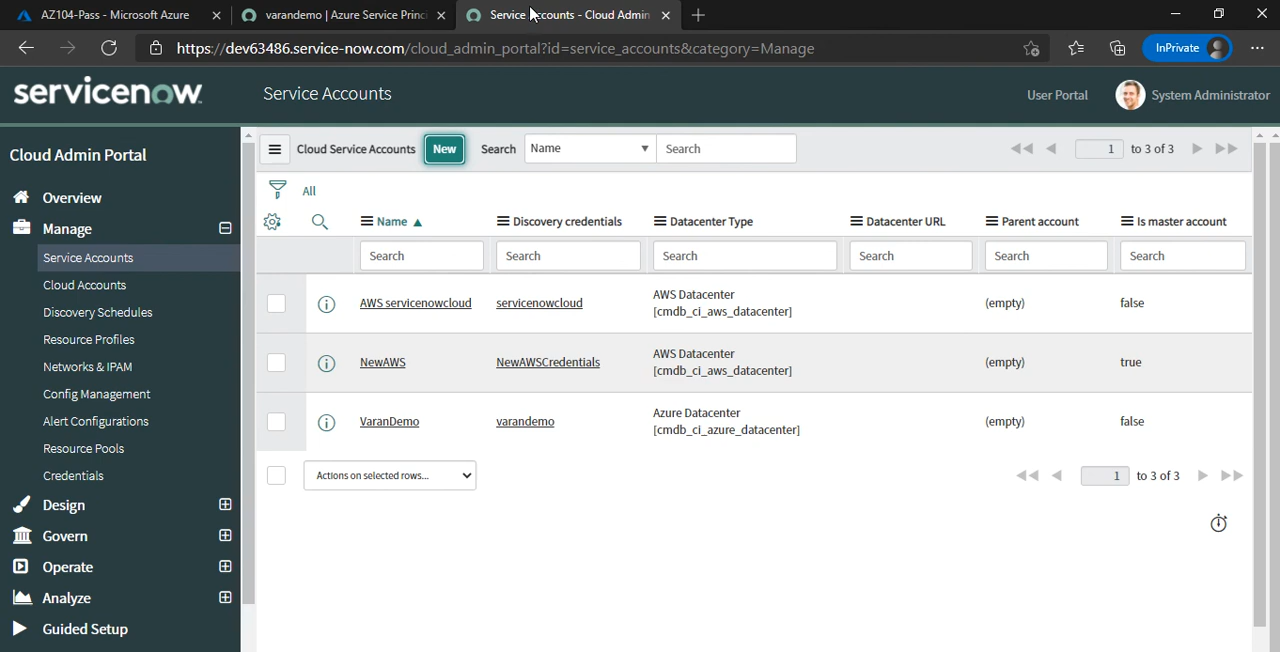 AZ104-Pass - Microsoft Azure
varandemo | Azure Service Princi
Service Accounts - Cloud Admin
https://dev63486.service-now.com/cloud_admin_portal?id=service_accounts&category=Manage
InPrivate
servicenow
Service Accounts
User Portal
System Administrator
Cloud Admin Portal
Overview
Manage
Service Accounts
Cloud Accounts
Discovery Schedules
Resource Profiles
Networks & IPAM
Config Management
Alert Configurations
Resource Pools
Credentials
Design
Govern
Operate
Analyze
Guided Setup
Cloud Service Accounts New Search Name Search 1 to 3 of 3
All
Name Discovery credentials Datacenter Type Datacenter URL Parent account Is master account
Search Search Search Search Search Search
AWS servicenowcloud servicenowcloud AWS Datacenter [cmdb_ci_aws_datacenter] (empty) false
NewAWS NewAWSCredentials AWS Datacenter [cmdb_ci_aws_datacenter] (empty) true
VaranDemo varandemo Azure Datacenter [cmdb_ci_azure_datacenter] (empty) false
Actions on selected rows... 1 to 3 of 3